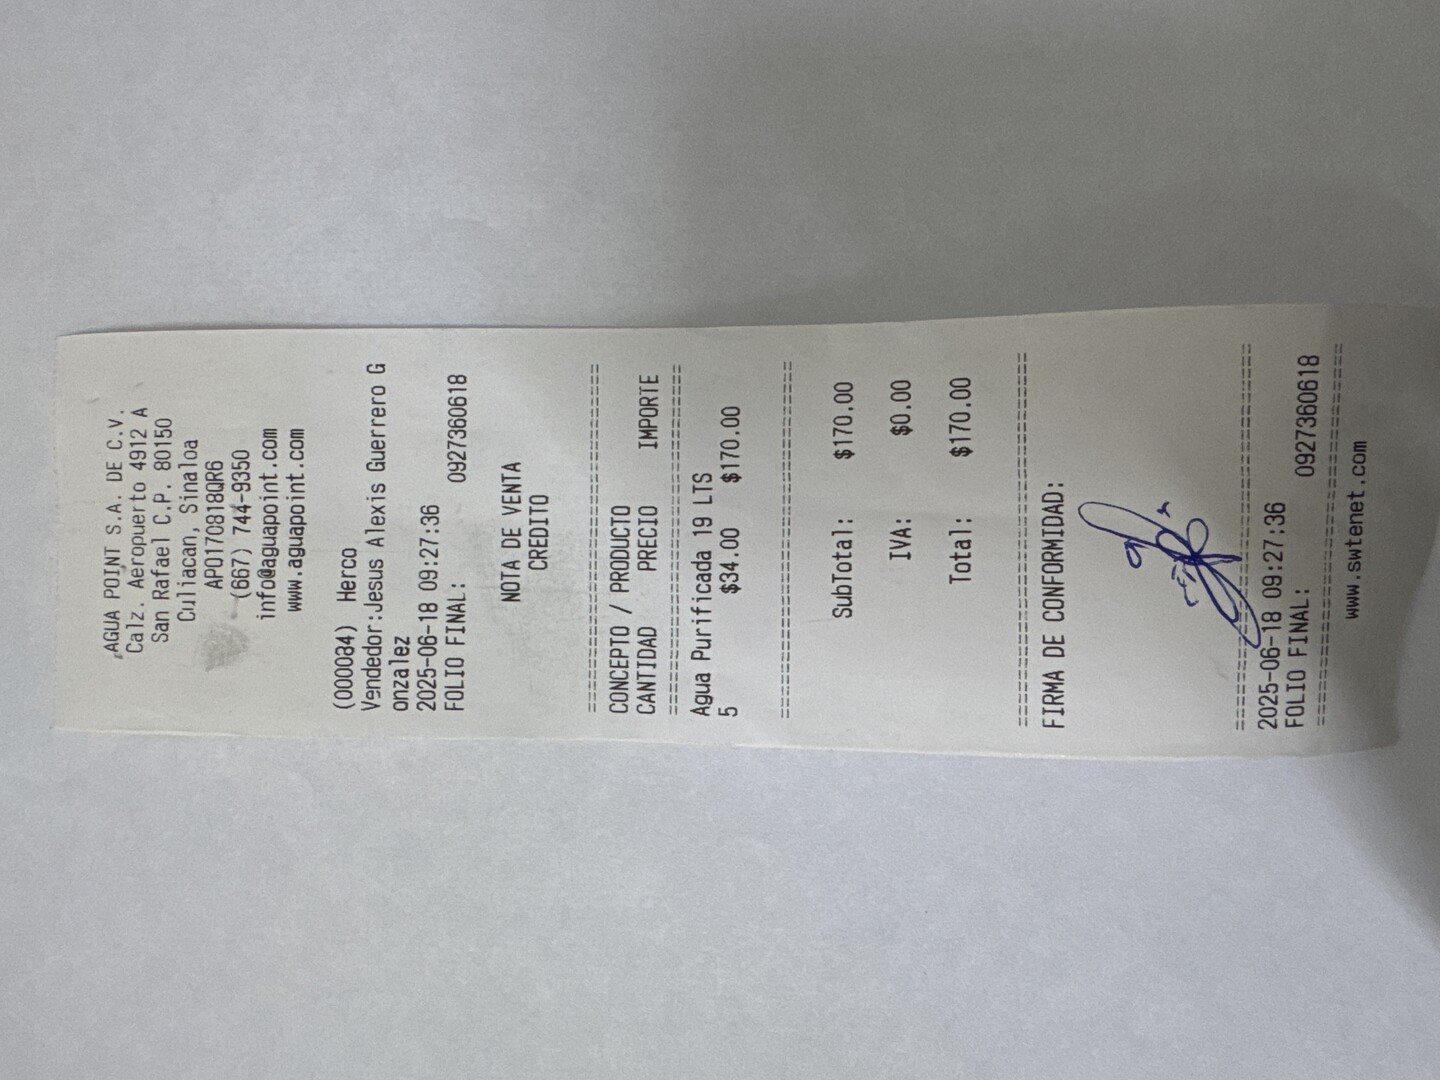 AGUA POINT S.A. DE C.V.
Calz. Aeropuerto 4912 A
San Rafael C.P. 80150
Culiacan, Sinaloa
APO170818QR6
(667) 744-9350
info@aguapoint.com
www.aguapoint.com
(000034) Herco
Vendedor:Jesus Alexis Guerrero G
onzalez
2025-06-18 09:27:36
FOLIO FINAL: 0927360618
NOTA DE VENTA
CREDITO
CONCEPTO / PRODUCTO
CANTIDAD PRECIO IMPORTE
Agua Purificada 19 LTS
5 $34.00 $170.00
SubTotal: $170.00
IVA: $0.00
Total: $170.00
FIRMA DE CONFORMIDAD:
2025-06-18 09:27:36
FOLIO FINAL: 0927360618
www.swtenet.com